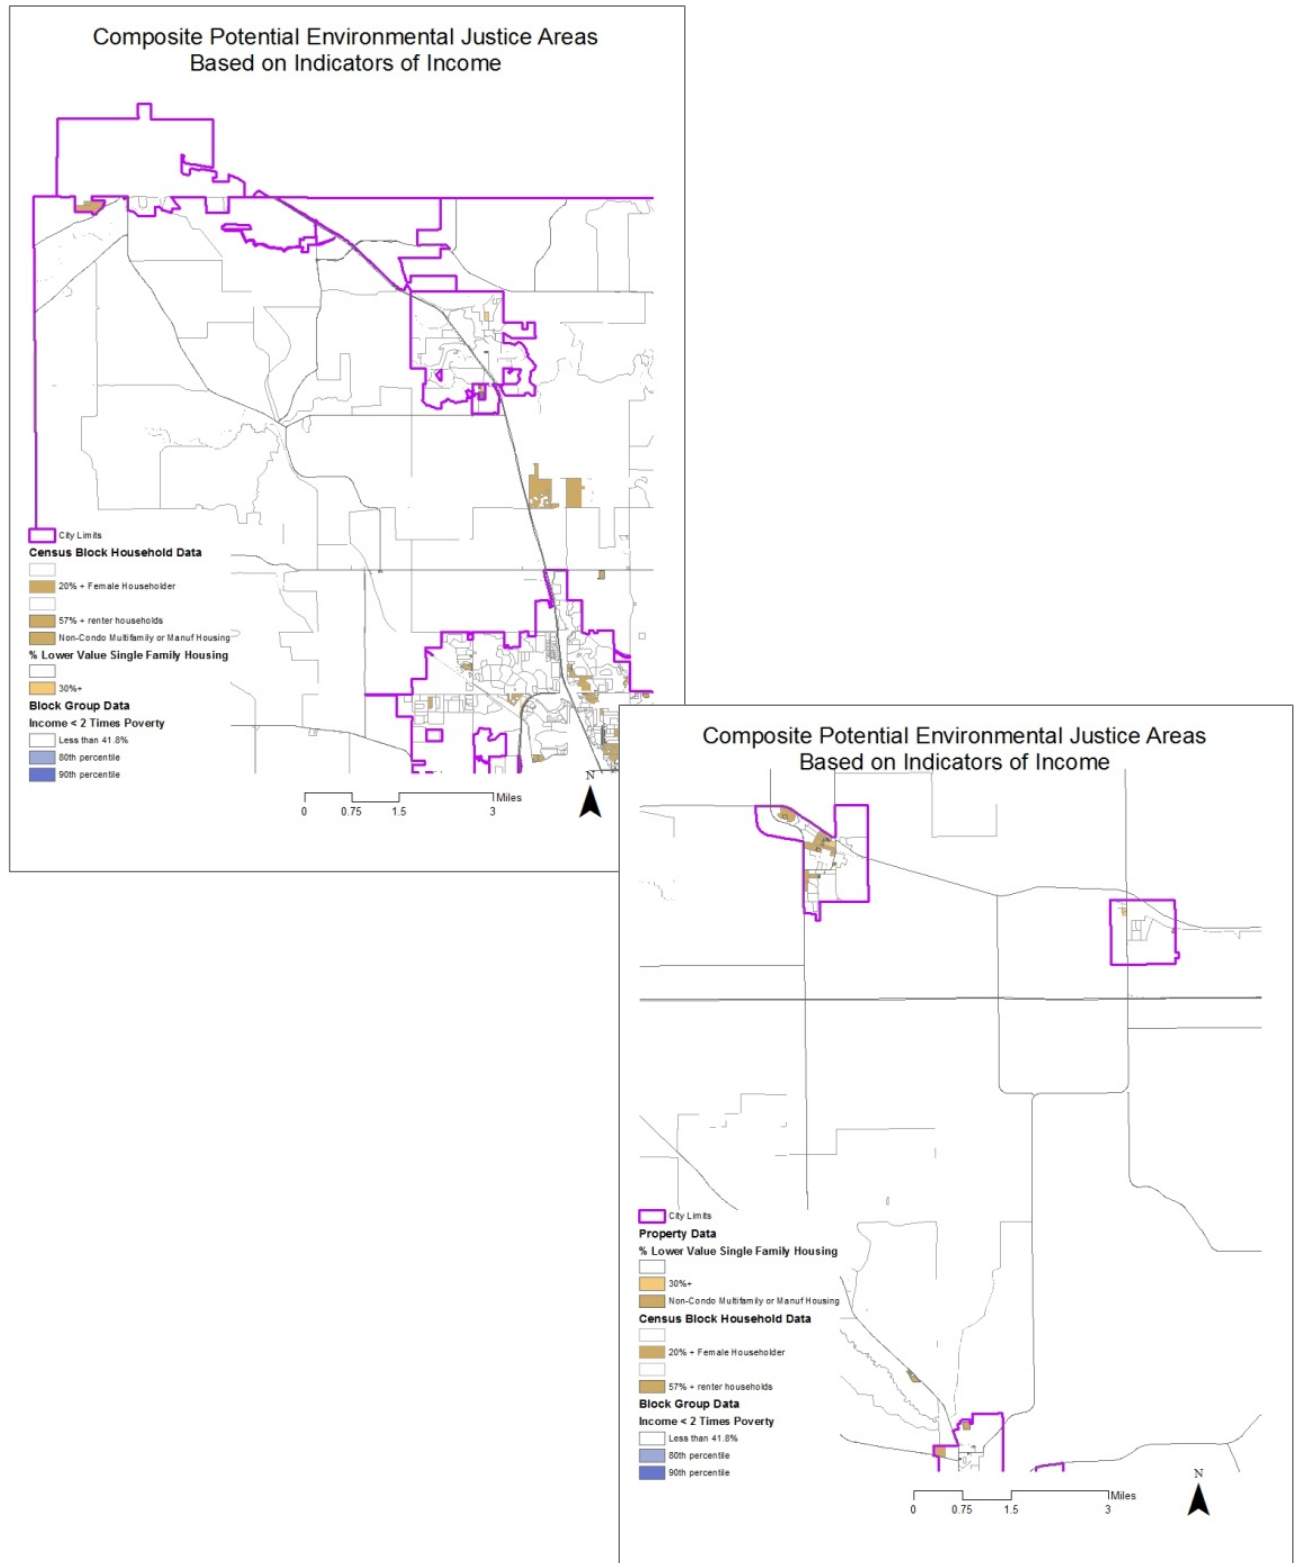 Composite Potential Environmental Justice Areas
Based on Indicators of Income
City Limits
Census Block Household Data
20% + Female Householder
57% + renter households
Non-Condo Multifamily or Manuf Housing
% Lower Value Single Family Housing
30%+
Block Group Data
Income < 2 Times Poverty
Less than 41.8%
80th percentile
90th percentile
N
Miles
0 0.75 1.5 3
Composite Potential Environmental Justice Areas
Based on Indicators of Income
City Limits
Property Data
% Lower Value Single Family Housing
30%+
Non-Condo Multifamily or Manuf Housing
Census Block Household Data
20% + Female Householder
57% + renter households
Block Group Data
Income < 2 Times Poverty
Less than 41.8%
80th percentile
90th percentile
N
Miles
0 0.75 1.5 3